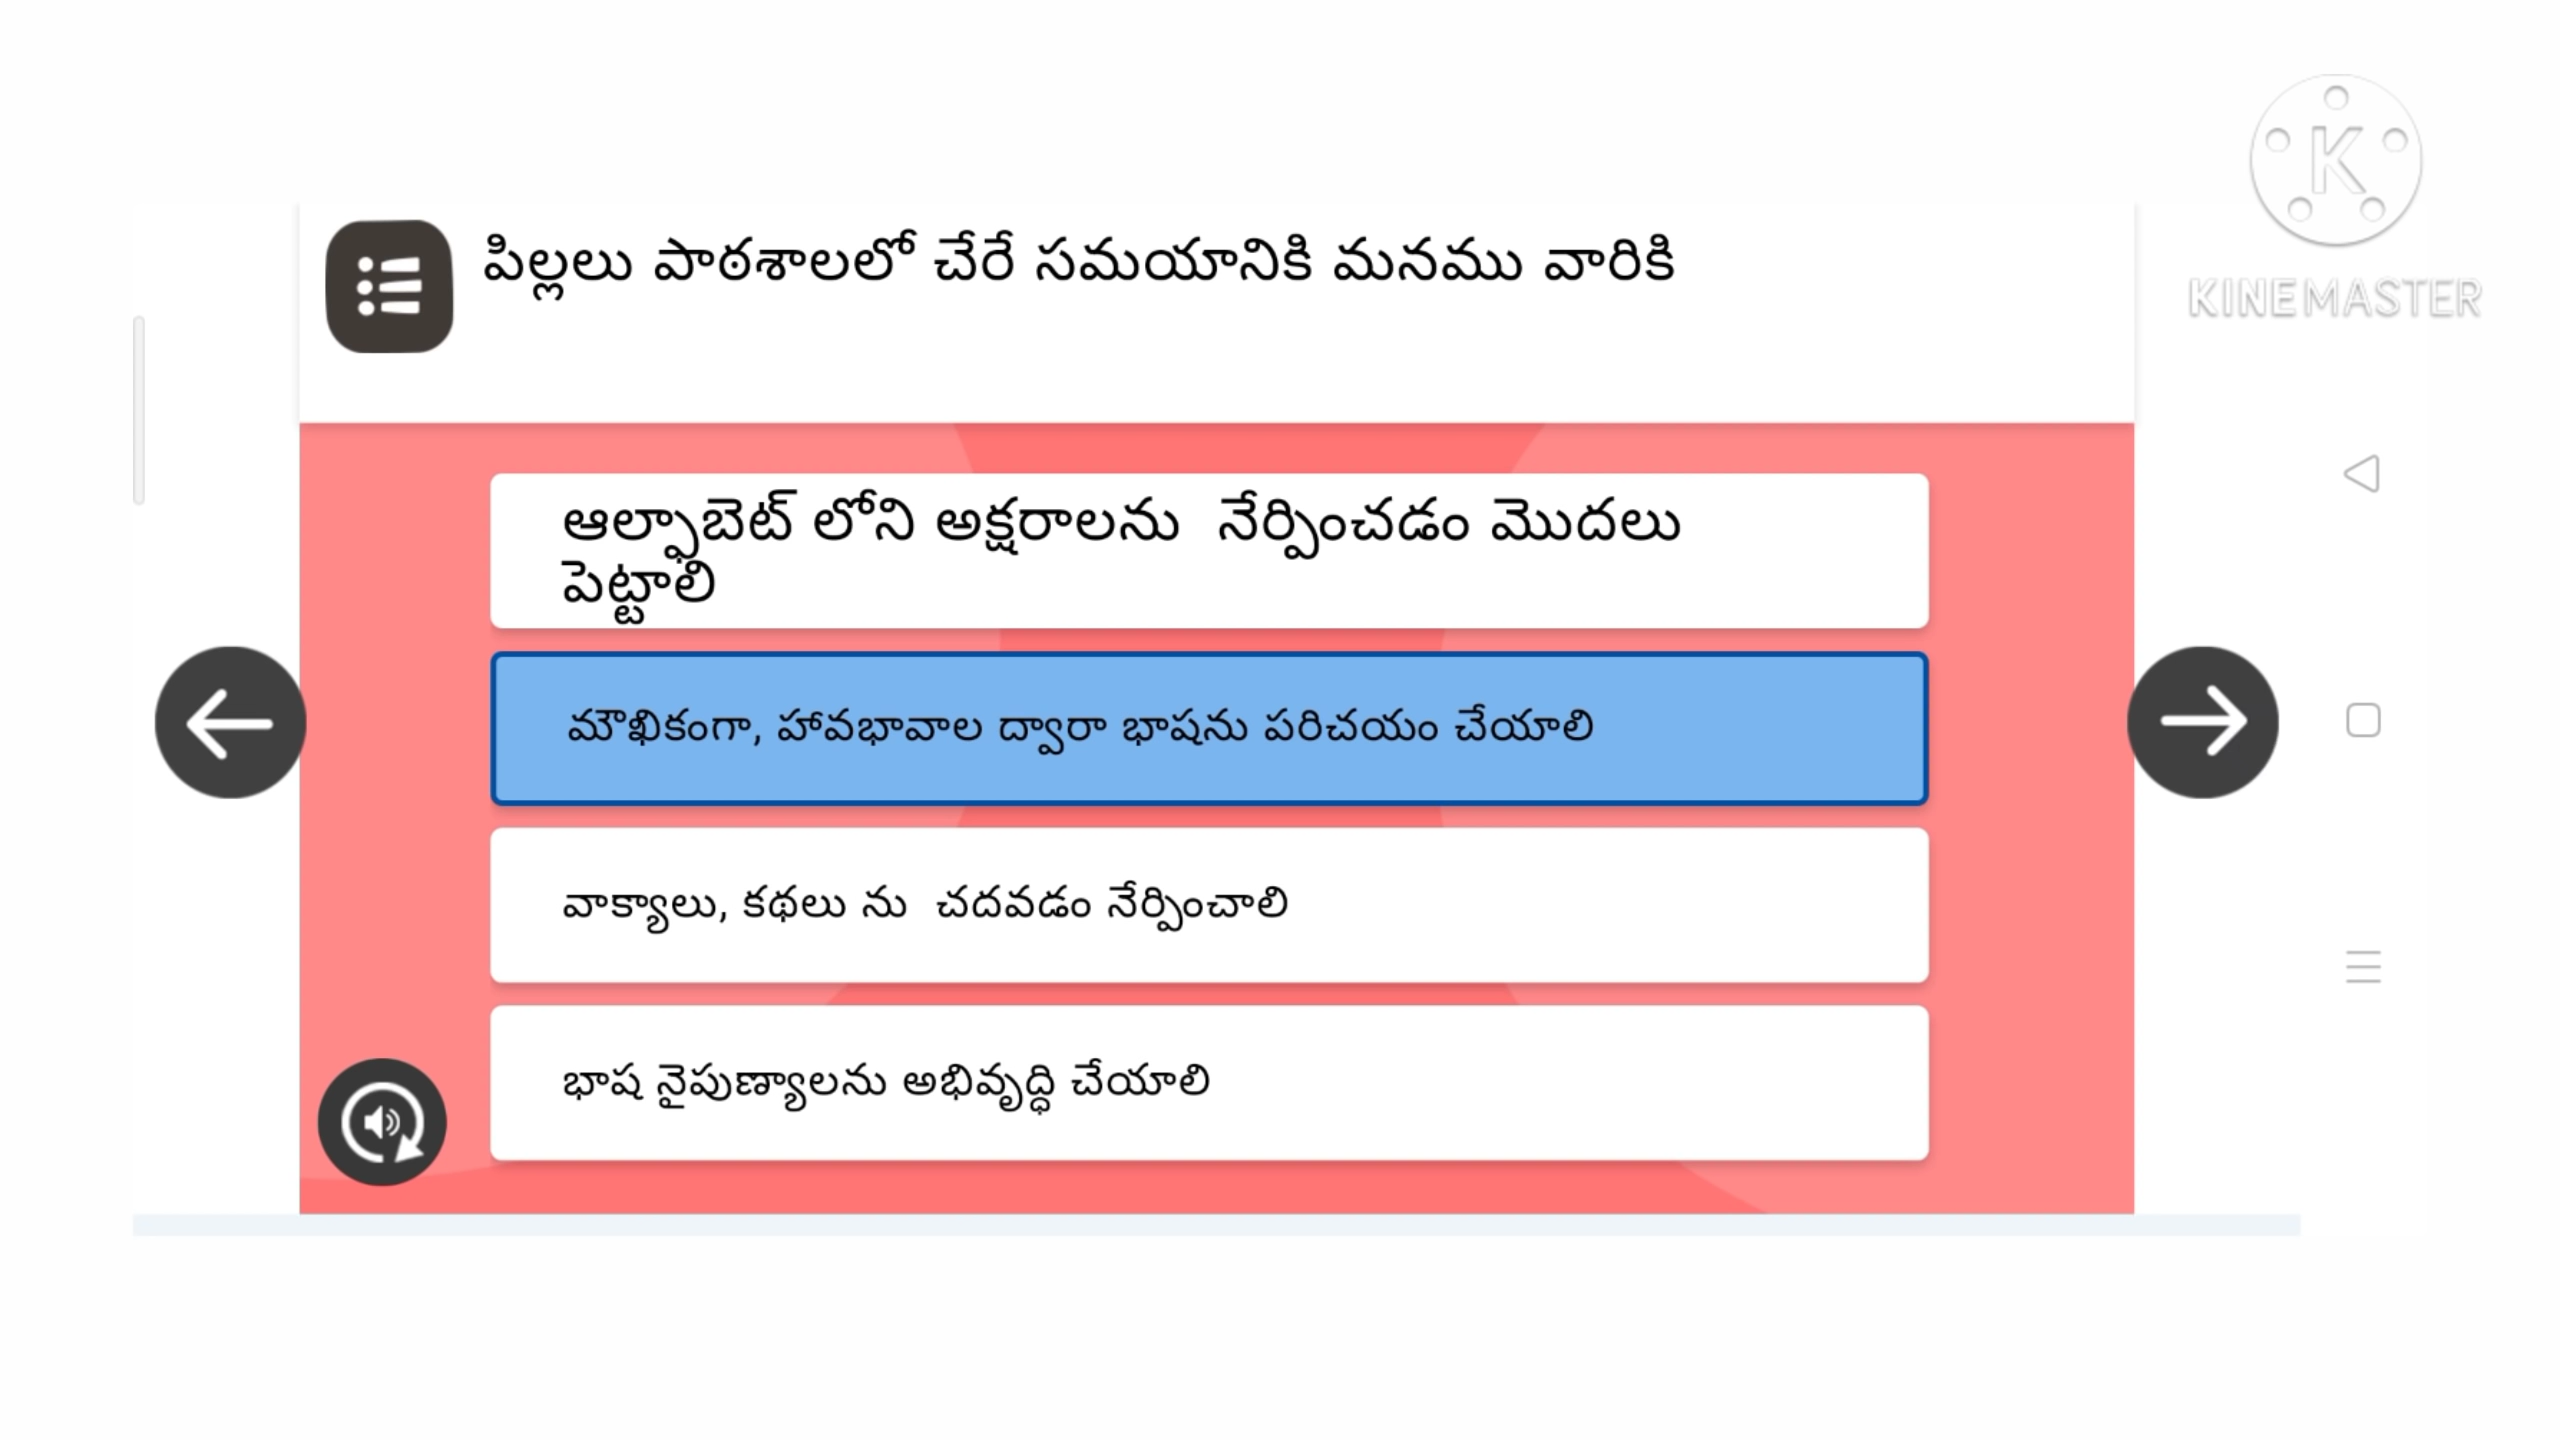 పిల్లలు పాఠశాలలో చేరే సమయానికి మనము వారికి
K
KINEMASTER
ఆల్ఫాబెట్ లోని అక్షరాలను నేర్పించడం మొదలు
పెట్టాలి
మౌఖికంగా, హావభావాల ద్వారా భాషను పరిచయం చేయాలి
వాక్యాలు, కథలు ను చదవడం నేర్పించాలి
భాష నైపుణ్యాలను అభివృద్ధి చేయాలి